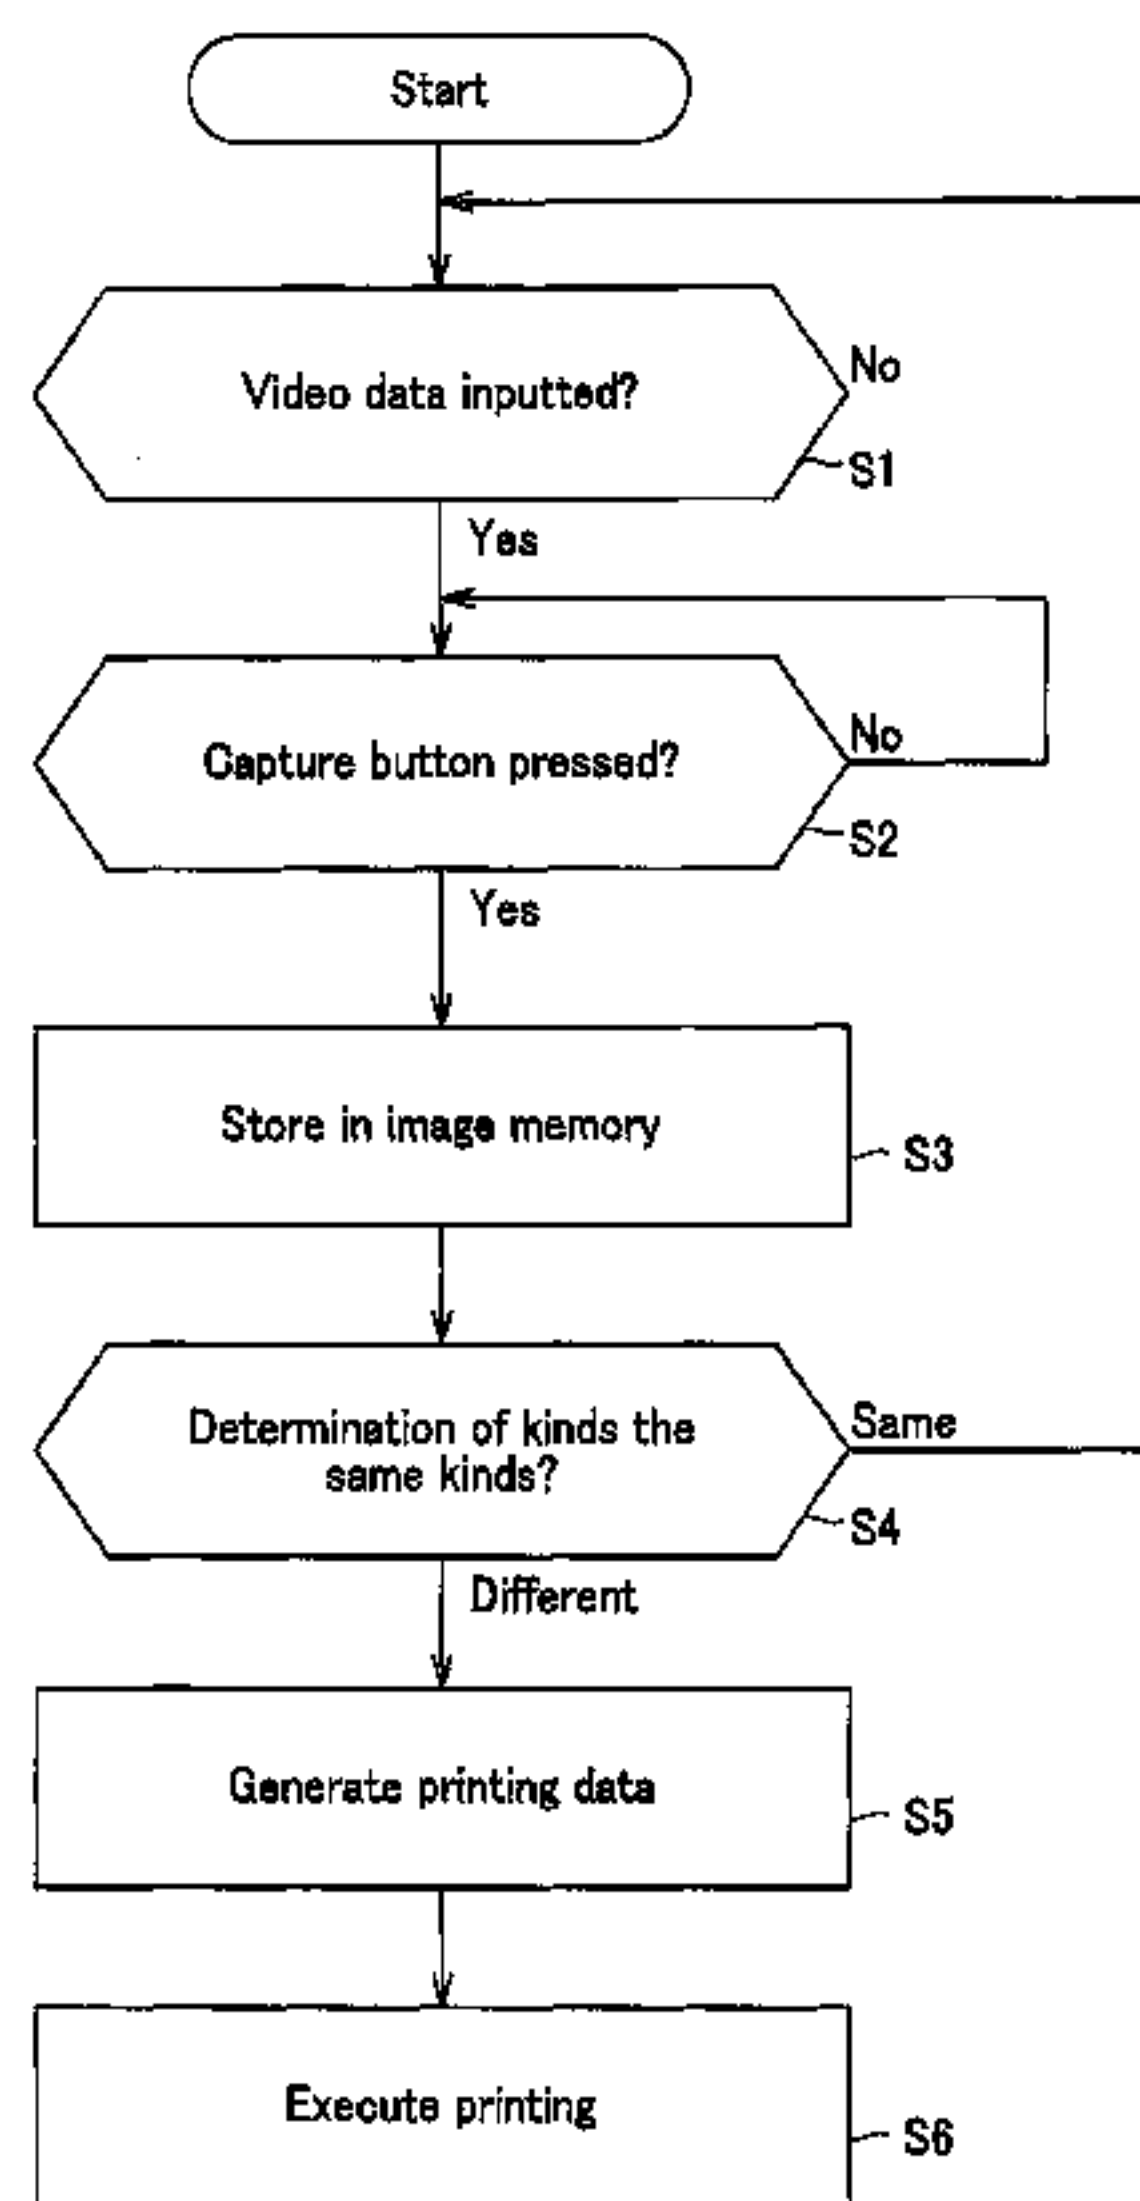 Start
Video data inputted?
No
S1
Yes
Capture button pressed?
No
S2
Yes
Store in image memory
S3
Determination of kinds the
same kinds?
Same
S4
Different
Generate printing data
S5
Execute printing
S6